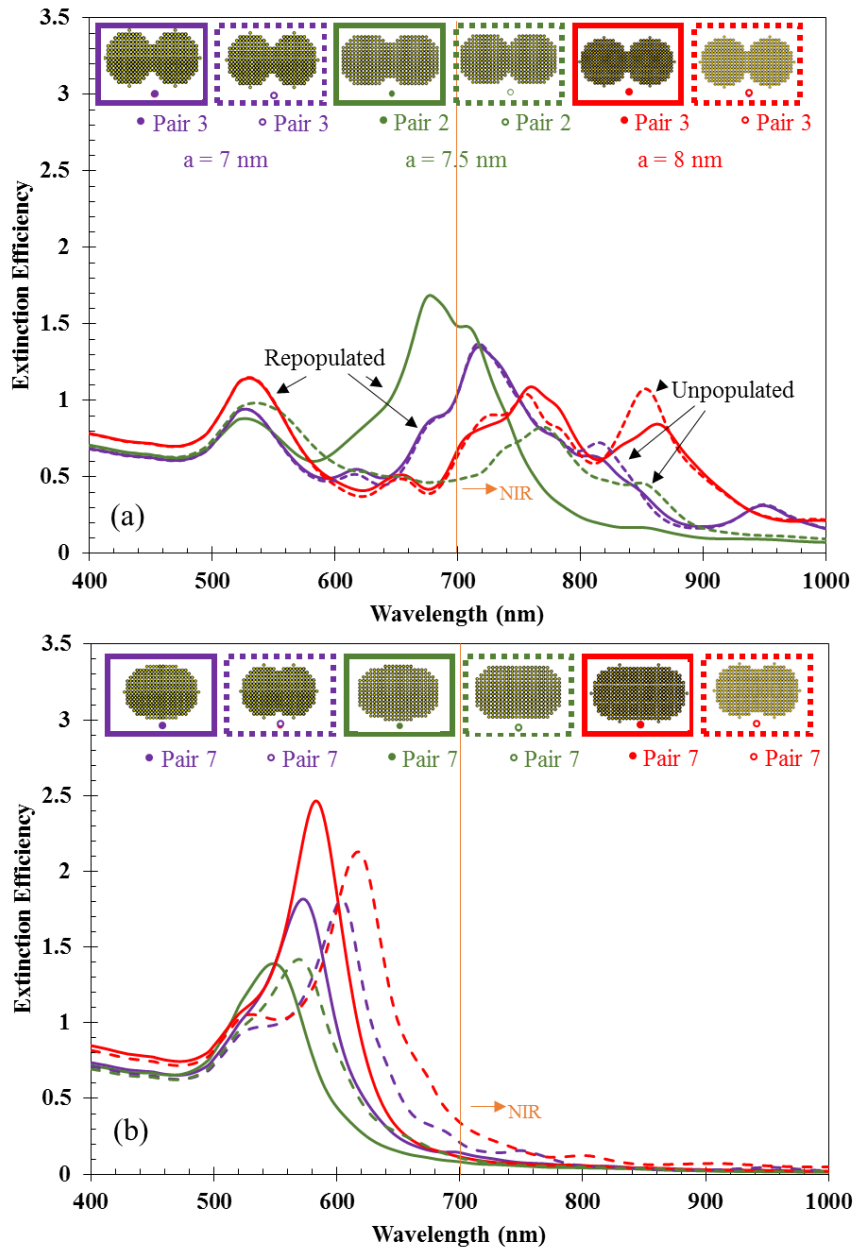 3.5
3
2.5
2
1.5
1
0.5
0
Extinction Efficiency
Pair 3 Pair 3 Pair 2 Pair 2 Pair 3 Pair 3
a = 7 nm a = 7.5 nm a = 8 nm
Repopulated
Unpopulated
(a)
NIR
400 500 600 700 800 900 1000
Wavelength (nm)
3.5
3
2.5
2
1.5
1
0.5
0
Extinction Efficiency
Pair 7 Pair 7 Pair 7 Pair 7 Pair 7 Pair 7
(b)
NIR
400 500 600 700 800 900 1000
Wavelength (nm)